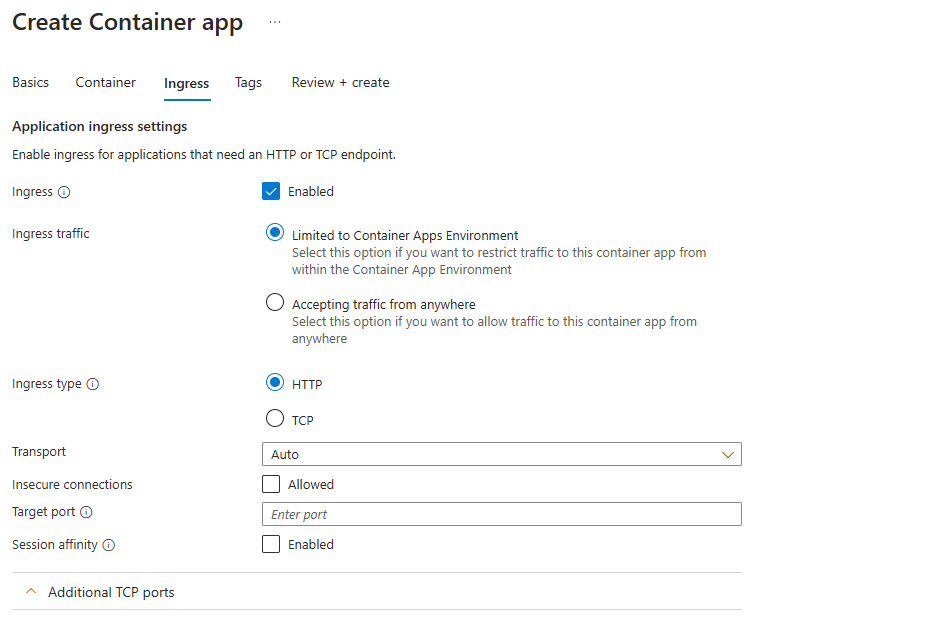 Create Container app ...
Basics Container Ingress Tags Review + create
Application ingress settings
Enable ingress for applications that need an HTTP or TCP endpoint.
Ingress Enabled
Ingress traffic Limited to Container Apps Environment
Select this option if you want to restrict traffic to this container app from
within the Container App Environment
Accepting traffic from anywhere
Select this option if you want to allow traffic to this container app from
anywhere
Ingress type HTTP
TCP
Transport Auto
Insecure connections Allowed
Target port Enter port
Session affinity Enabled
Additional TCP ports